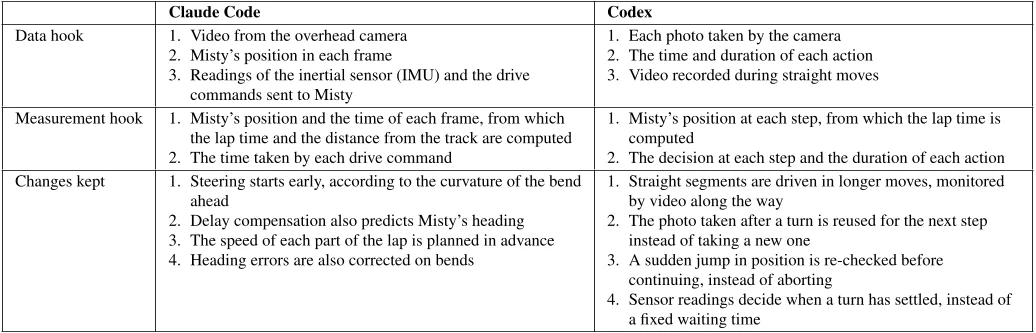 Claude Code
Codex
Data hook
1. Video from the overhead camera
2. Misty's position in each frame
3. Readings of the inertial sensor (IMU) and the drive
commands sent to Misty
1. Each photo taken by the camera
2. The time and duration of each action
3. Video recorded during straight moves
Measurement hook
1. Misty's position and the time of each frame, from which
the lap time and the distance from the track are computed
2. The time taken by each drive command
1. Misty's position at each step, from which the lap time is
computed
2. The decision at each step and the duration of each action
Changes kept
1. Steering starts early, according to the curvature of the bend
ahead
2. Delay compensation also predicts Misty's heading
3. The speed of each part of the lap is planned in advance
4. Heading errors are also corrected on bends
1. Straight segments are driven in longer moves, monitored
by video along the way
2. The photo taken after a turn is reused for the next step
instead of taking a new one
3. A sudden jump in position is re-checked before
continuing, instead of aborting
4. Sensor readings decide when a turn has settled, instead of
a fixed waiting time